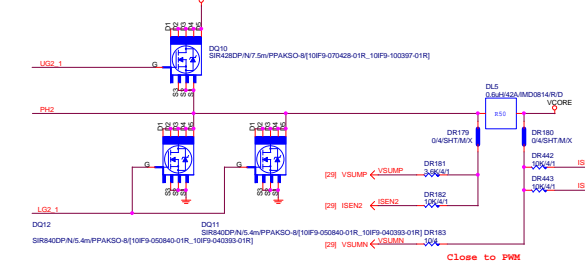 D1
D2
D3
D4
D5
DQ10
SIR428DP/N/7.5m/PPAKSO-8/[10IF9-070428-01R_10IF9-100397-01R]
UG2_1
G
S3
S2
S1
DL5
0.6uH/42A/IMD0814/R/D
VCORE
R50
PH2
D1
D2
D3
D4
D5
D1
D2
D3
D4
D5
DR179
0/4/SHT/M/X
DR180
0/4/SHT/M/X
G
G
DR442
10K/4/1
IS
DR181
3.6K/4/1
[29] VSUMP
VSUMP
DR443
10K/4/1
IS
S3
S2
S1
S3
S2
S1
DR182
10K/4/1
[29] ISEN2
ISEN2
LG2_1
DQ12
SIR840DP/N/5.4m/PPAKSO-8/[10IF9-050840-01R_10IF9-040393-01R]
DQ11
SIR840DP/N/5.4m/PPAKSO-8/[10IF9-050840-01R_10IF9-040393-01R]
DR183
10/4
[29] VSUMN
VSUMN
Close to PWM